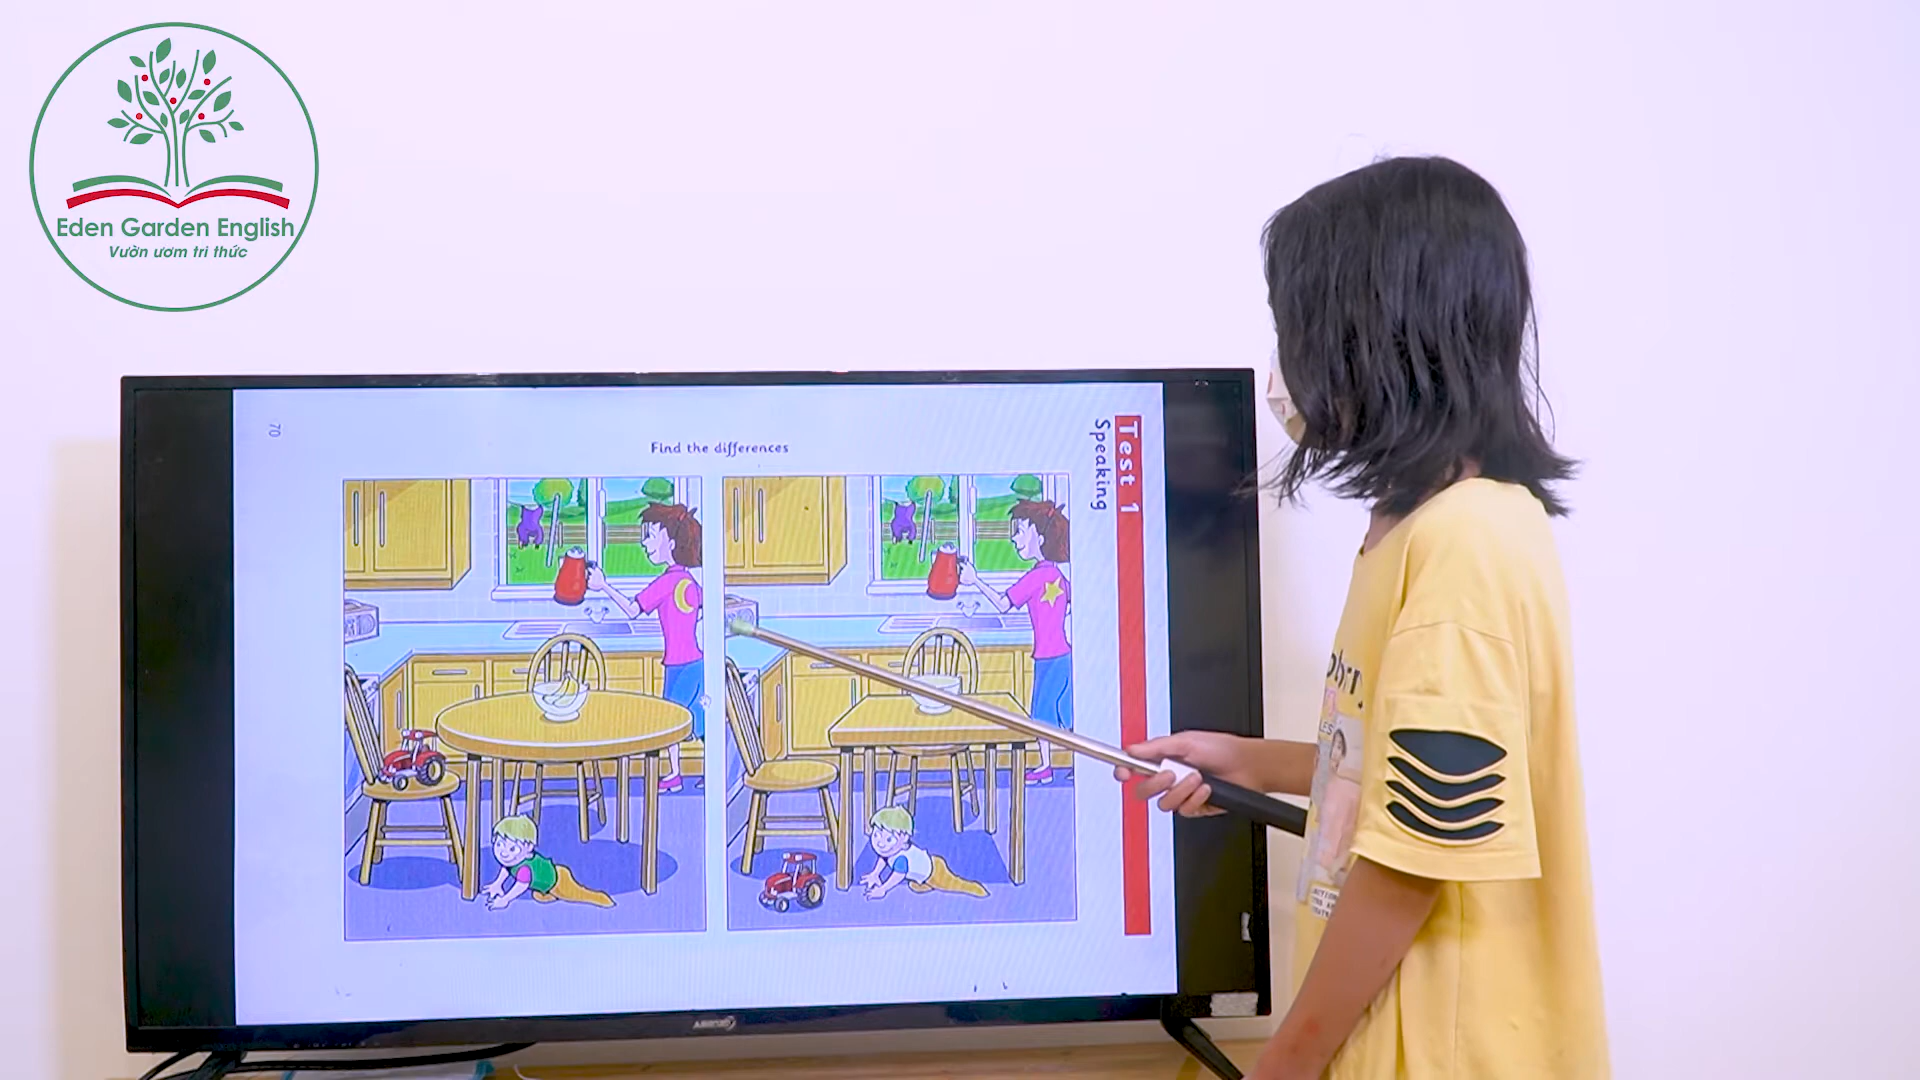 Eden Garden English
Vườn ươm tri thức
Test 1
Speaking
Find the differences
70